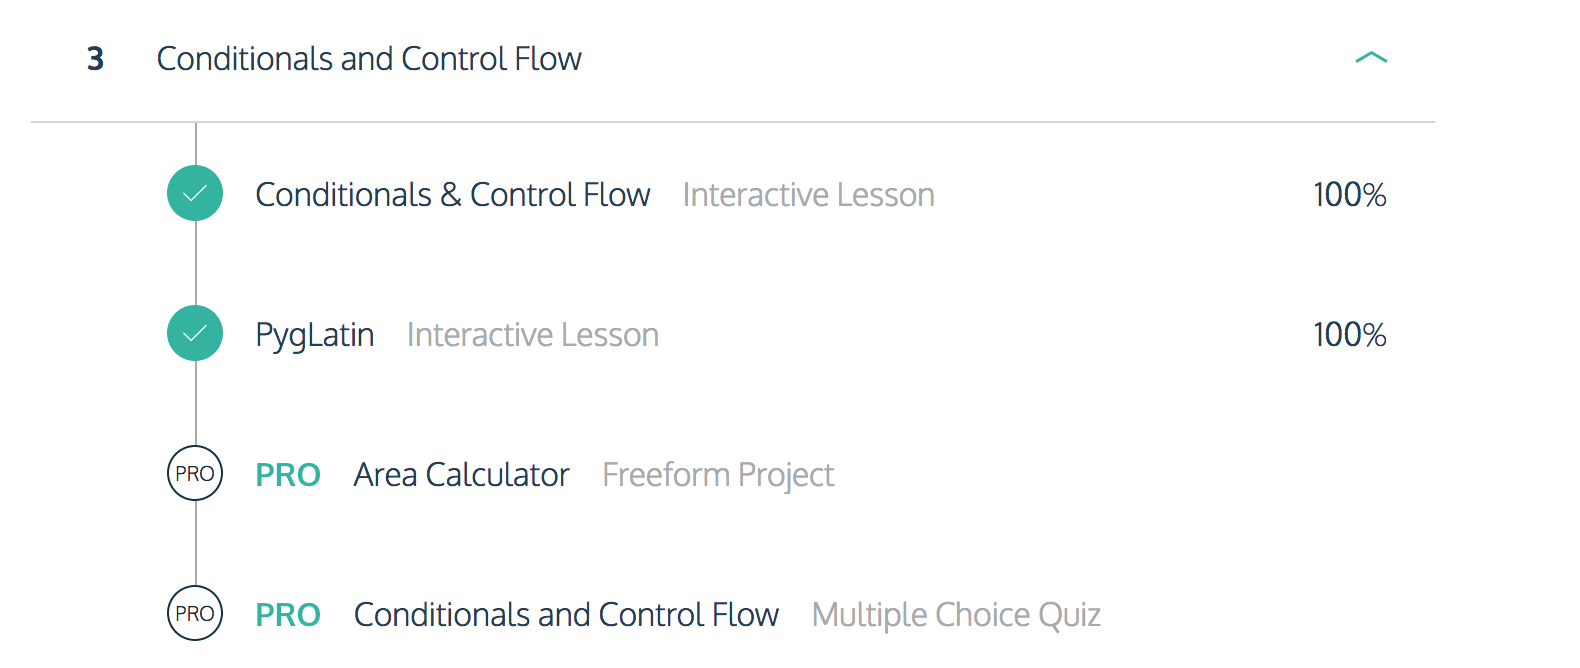 3 Conditionals and Control Flow
Conditionals & Control Flow Interactive Lesson 100%
PygLatin Interactive Lesson 100%
PRO PRO Area Calculator Freeform Project
PRO PRO Conditionals and Control Flow Multiple Choice Quiz